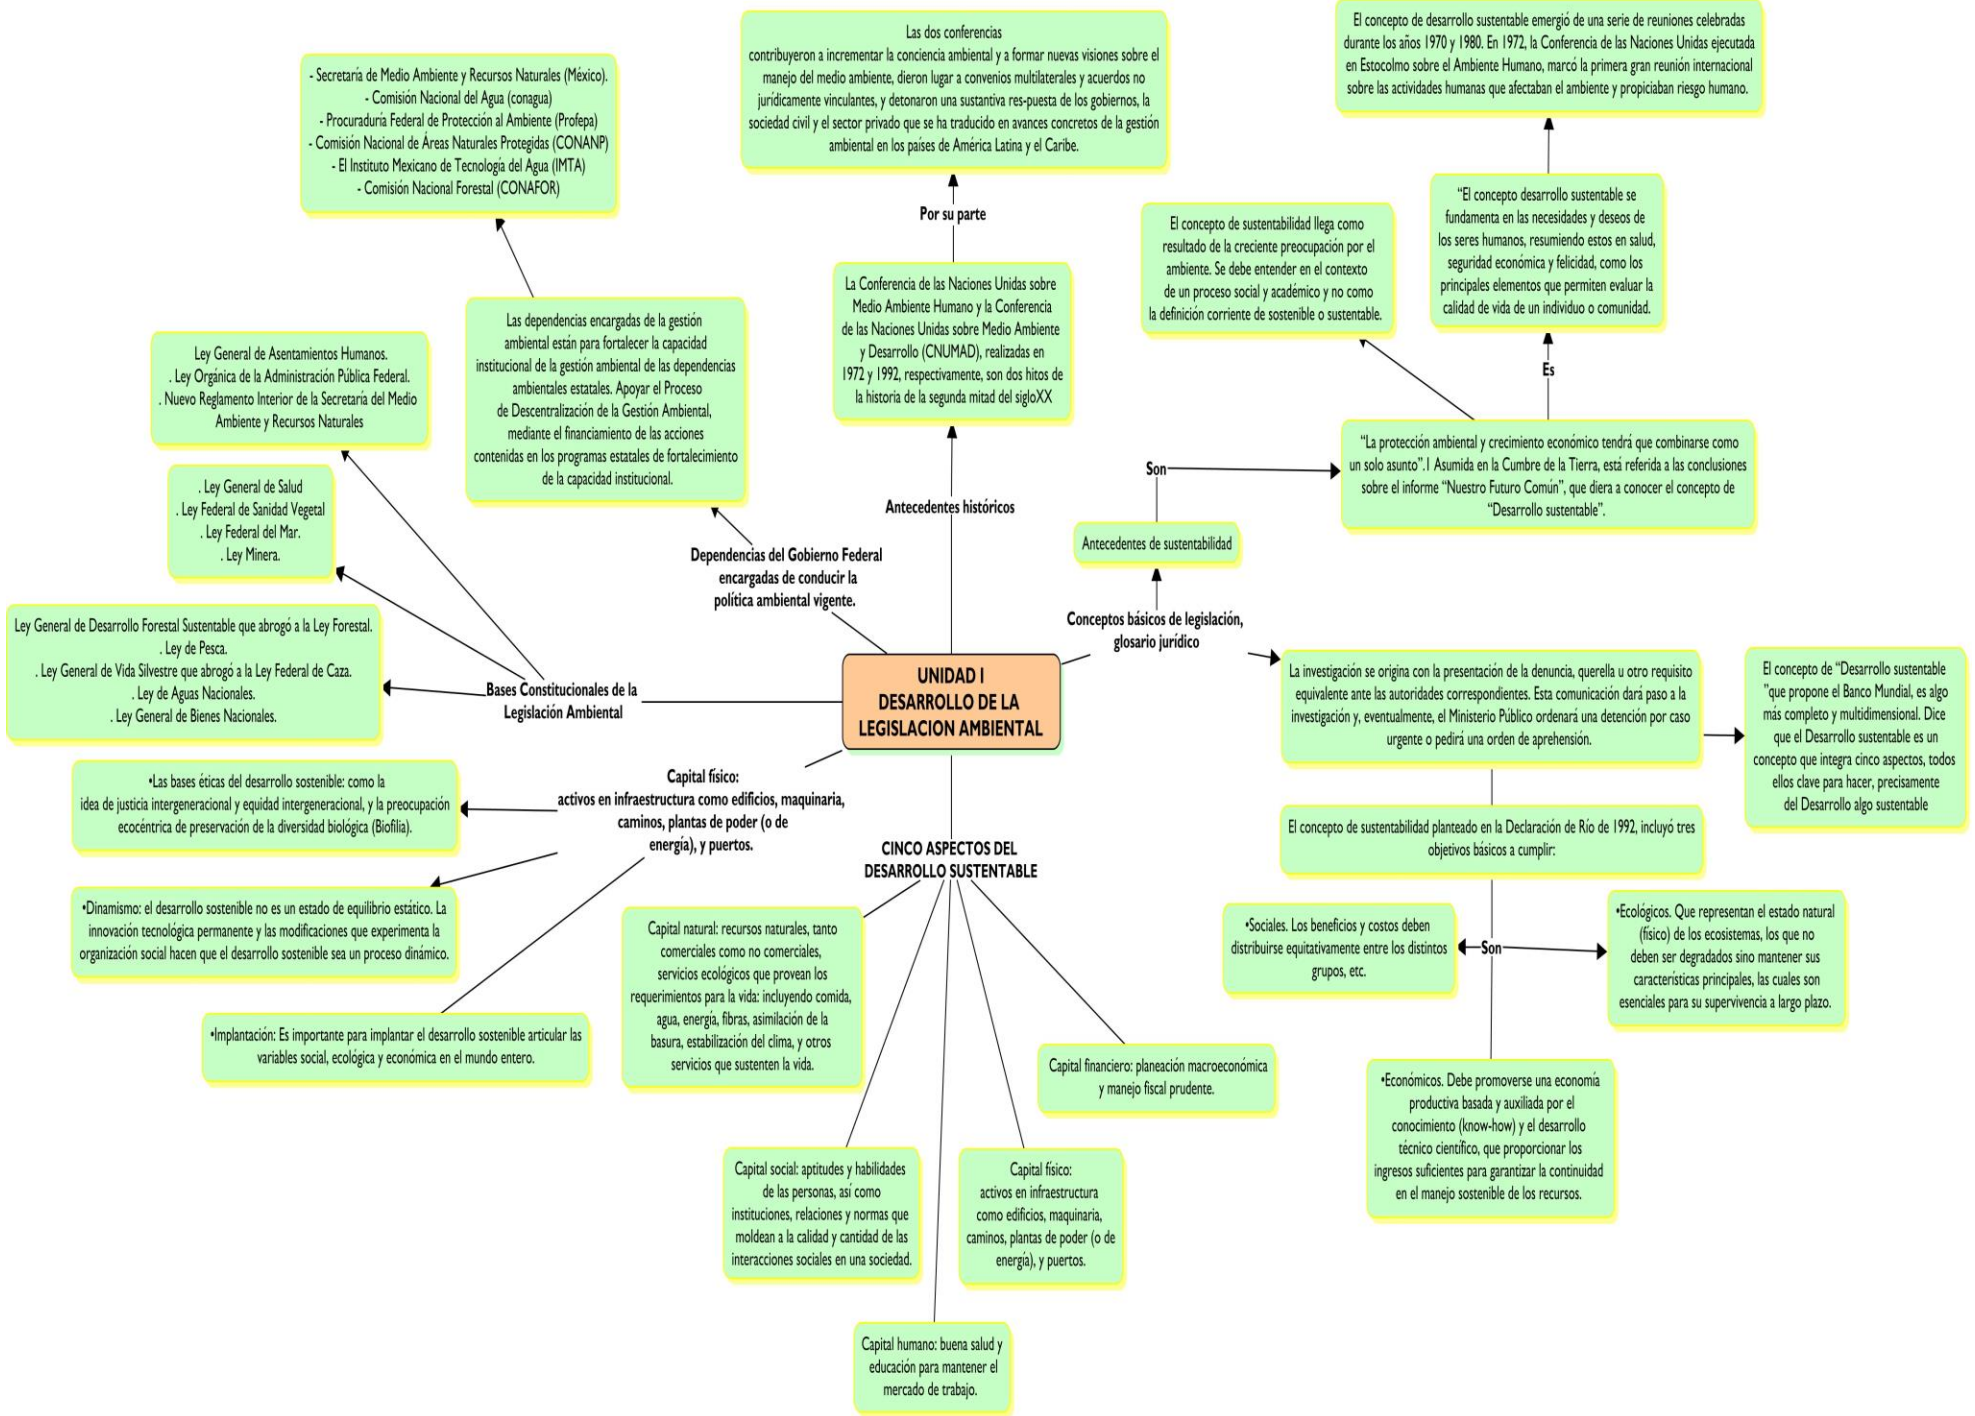 El concepto de desarrollo sustentable emergió de una serie de reuniones celebradas
durante los años 1970 y 1980. En 1972, la Conferencia de las Naciones Unidas ejecutada
en Estocolmo sobre el Ambiente Humano, marcó la primera gran reunión internacional
sobre las actividades humanas que afectaban el ambiente y propiciaban riesgo humano.
Las dos conferencias
contribuyeron a incrementar la conciencia ambiental y a formar nuevas visiones sobre el
manejo del medio ambiente, dieron lugar a convenios multilaterals y acuerdos no
jurídicamente vinculantes, y detonaron una sustantiva res-puesta de los gobiernos, la
sociedad civil y el sector privado que se ha traducido en avances concretos de la gestión
ambiental en los países de América Latina y el Caribe.
- Secretaría de Medio Ambiente y Recursos Naturales (México).
- Comisión Nacional del Agua (conagua)
- Procuraduría Federal de Protección al Ambiente (Profepa)
- Comisión Nacional de Áreas Naturales Protegidas (CONANP)
- El Instituto Mexicano de Tecnología del Agua (IMTA)
- Comisión Nacional Forestal (CONAFOR)
Por su parte
El concepto de sustentabilidad llega como
resultado de la creciente preocupación por el
ambiente. Se debe entender en el contexto
de un proceso social y académico y no como
la definición corriente de sostenible o sustentable.
“El concepto desarrollo sustentable se
fundamenta en las necesidades y deseos de
los seres humanos, resumiendo estos en salud,
seguridad económica y felicidad, como los
principales elementos que permiten evaluar la
calidad de vida de un individuo o comunidad.
La Conferencia de las Naciones Unidas sobre
Medio Ambiente Humano y la Conferencia
de las Naciones Unidas sobre Medio Ambiente
y Desarrollo (CNUMAD), realizadas en
1972 y 1992, respectivamente, son dos hitos de
la historia de la segunda mitad del sigloXX
Las dependencias encargadas de la gestión
ambiental están para fortalecer la capacidad
institucional de la gestión ambiental de las dependencias
ambientales estatales. Apoyar el Proceso
de Descentralización de la Gestión Ambiental,
mediante el financiamiento de las acciones
contenidas en los programas estatales de fortalecimiento
de la capacidad institucional.
Ley General de Asentamientos Humanos.
. Ley Orgánica de la Administración Pública Federal.
. Nuevo Reglamento Interior de la Secretaría del Medio
Ambiente y Recursos Naturales
Es
“La protección ambiental y crecimiento económico tendrá que combinarse como
un solo asunto”.1 Asumida en la Cumbre de la Tierra, está referida a las conclusiones
sobre el informe “Nuestro Futuro Común”, que diera a conocer el concepto de
“Desarrollo sustentable”.
Son
. Ley General de Salud
. Ley Federal de Sanidad Vegetal
. Ley Federal del Mar.
. Ley Minera.
Antecedentes históricos
Antecedentes de sustentabilidad
Dependencias del Gobierno Federal
encargadas de conducir la
política ambiental vigente.
Conceptos básicos de legislación,
glosario jurídico
Ley General de Desarrollo Forestal Sustentable que abrogó a la Ley Forestal.
. Ley de Pesca.
. Ley General de Vida Silvestre que abrogó a la Ley Federal de Caza.
. Ley de Aguas Nacionales.
. Ley General de Bienes Nacionales.
Bases Constitucionales de la
Legislación Ambiental
UNIDAD I
DESARROLLO DE LA
LEGISLACION AMBIENTAL
La investigación se origina con la presentación de la denuncia, querella u otro requisito
equivalente ante las autoridades correspondientes. Esta comunicación dará paso a la
investigación y, eventualmente, el Ministerio Público ordenará una detención por caso
urgente o pedirá una orden de aprehensión.
El concepto de “Desarrollo sustentable
”que propone el Banco Mundial, es algo
más completo y multidimensional. Dice
que el Desarrollo sustentable es un
concepto que integra cinco aspectos, todos
ellos clave para hacer, precisamente
del Desarrollo algo sustentable
•Las bases éticas del desarrollo sostenible: como la
idea de justicia intergeneracional y equidad intergeneracional, y la preocupación
ecocéntrica de preservación de la diversidad biológica (Biofilia).
Capital físico:
activos en infraestructura como edificios, maquinaria,
caminos, plantas de poder (o de
energía), y puertos.
El concepto de sustentabilidad planteado en la Declaración de Río de 1992, incluyó tres
objetivos básicos a cumplir:
CINCO ASPECTOS DEL
DESARROLLO SUSTENTABLE
•Dinamismo: el desarrollo sostenible no es un estado de equilibrio estático. La
innovación tecnológica permanente y las modificaciones que experimenta la
organización social hacen que el desarrollo sostenible sea un proceso dinámico.
Capital natural: recursos naturales, tanto
comerciales como no comerciales,
servicios ecológicos que provean los
requerimientos para la vida: incluyendo comida,
agua, energía, fibras, asimilación de la
basura, estabilización del clima, y otros
servicios que sustenten la vida.
•Sociales. Los beneficios y costos deben
distribuirse equitativamente entre los distintos
grupos, etc.
Son
•Ecológicos. Que representan el estado natural
(físico) de los ecosistemas, los que no
deben ser degradados sino mantener sus
características principales, las cuales son
esenciales para su supervivencia a largo plazo.
•Implantación: Es importante para implantar el desarrollo sostenible articular las
variables social, ecológica y económica en el mundo entero.
Capital financiero: planeación macroeconómica
y manejo fiscal prudente.
•Económicos. Debe promoverse una economía
productiva basada y auxiliada por el
conocimiento (know-how) y el desarrollo
técnico científico, que proporcionar los
ingresos suficientes para garantizar la continuidad
en el manejo sostenible de los recursos.
Capital social: aptitudes y habilidades
de las personas, así como
instituciones, relaciones y normas que
moldean a la calidad y cantidad de las
interacciones sociales en una sociedad.
Capital físico:
activos en infraestructura
como edificios, maquinaria,
caminos, plantas de poder (o de
energía), y puertos.
Capital humano: buena salud y
educación para mantener el
mercado de trabajo.